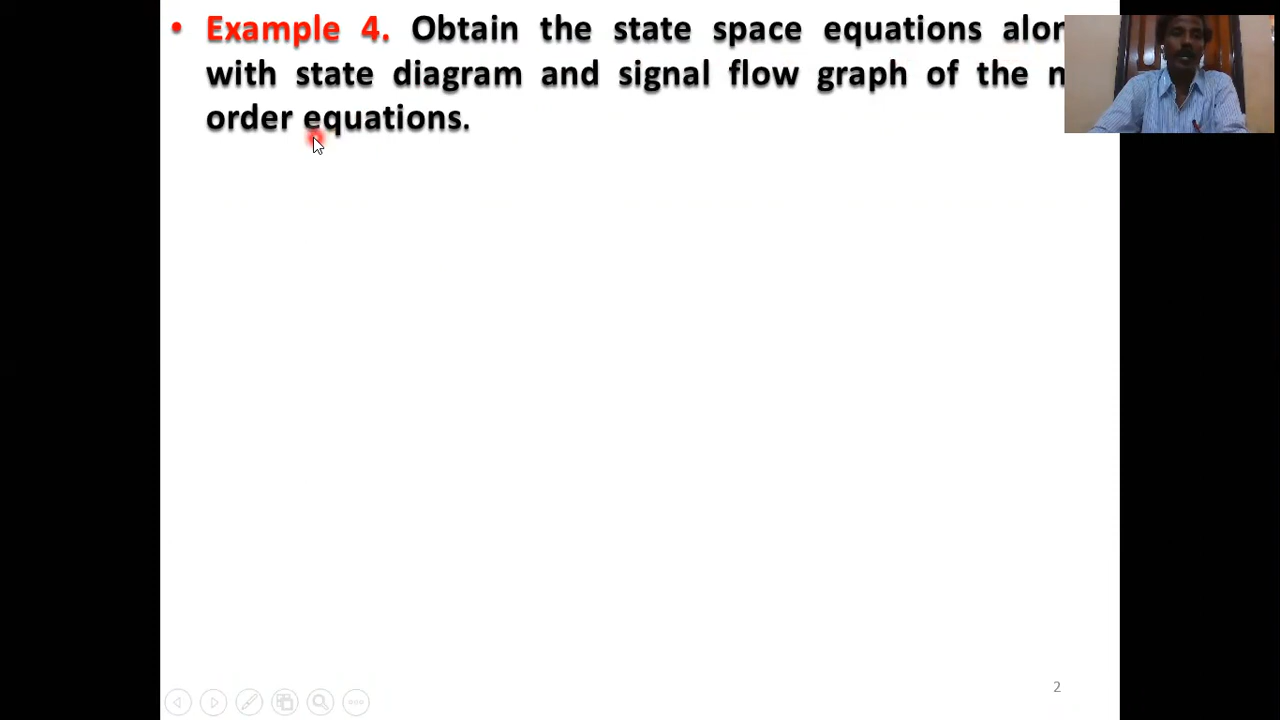 • Example 4. Obtain the state space equations
with state diagram and signal flow graph of the
order equations.
2